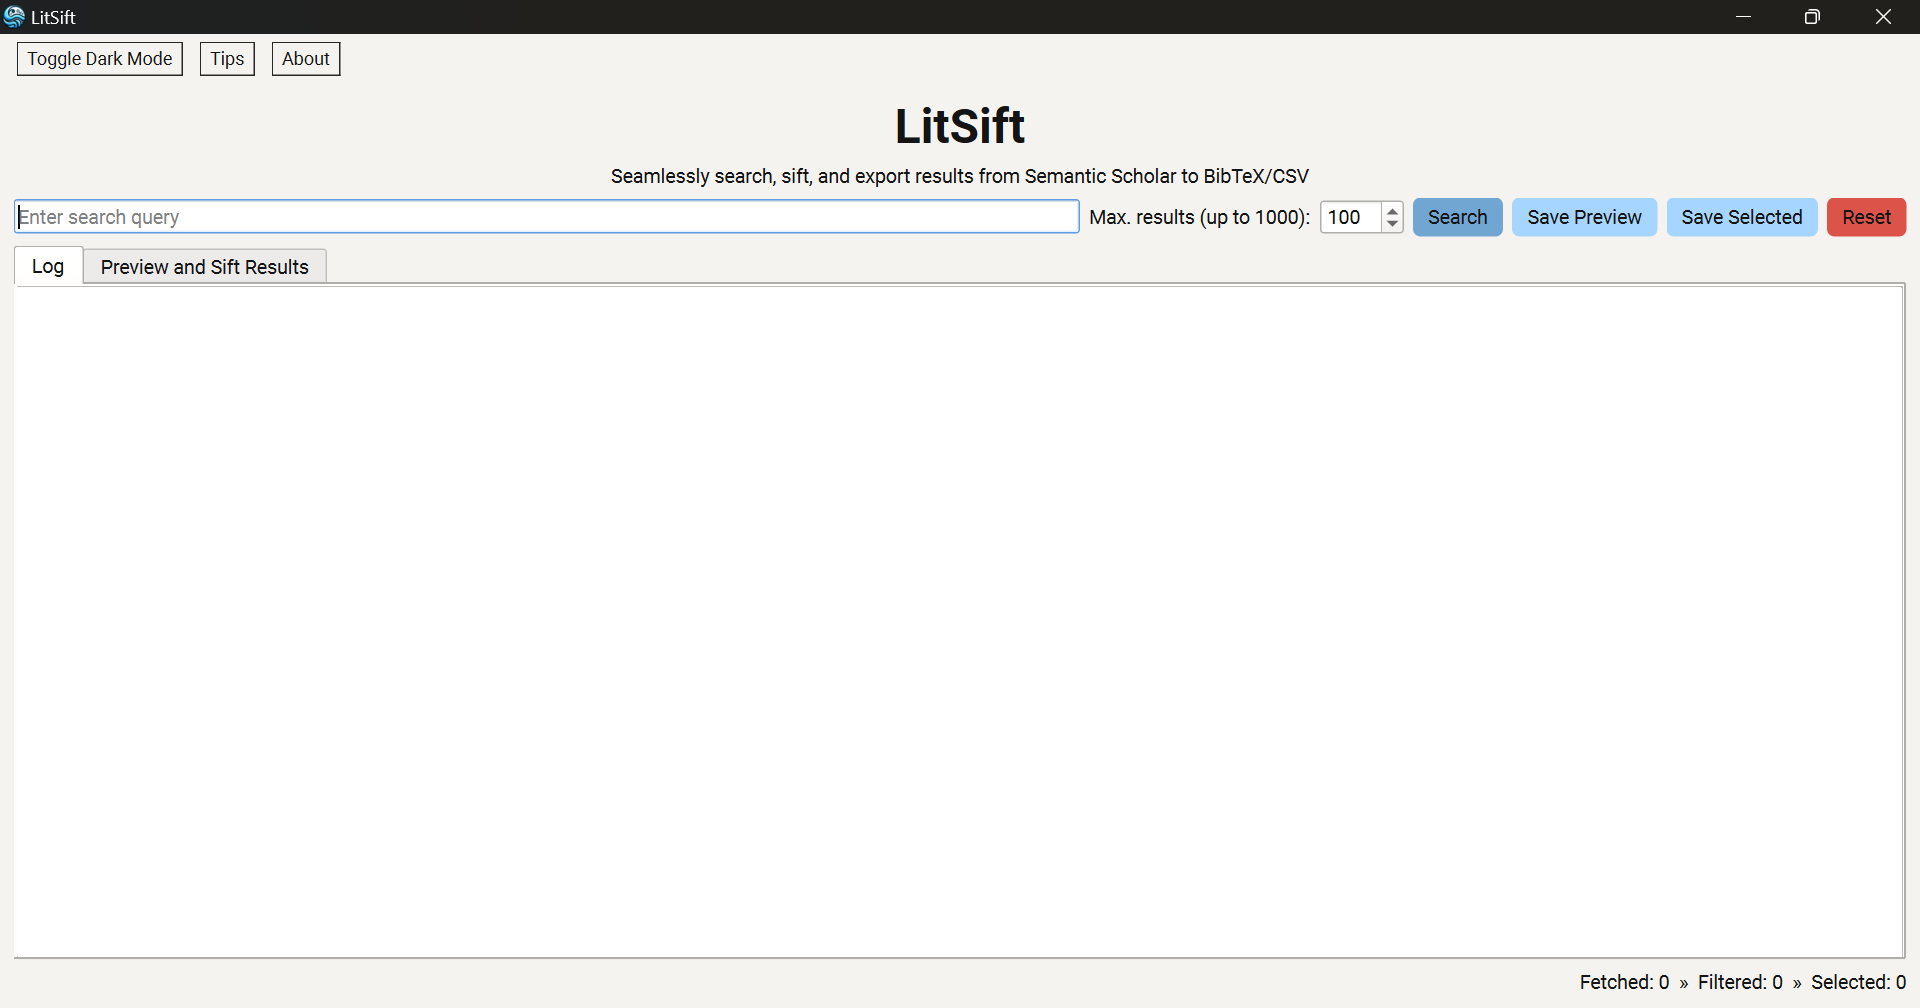 LitSift
Toggle Dark Mode Tips About
LitSift
Seamlessly search, sift, and export results from Semantic Scholar to BibTeX/CSV
Enter search query Max. results (up to 1000): 100 Search Save Preview Save Selected Reset
Log Preview and Sift Results
Fetched: 0 » Filtered: 0 » Selected: 0